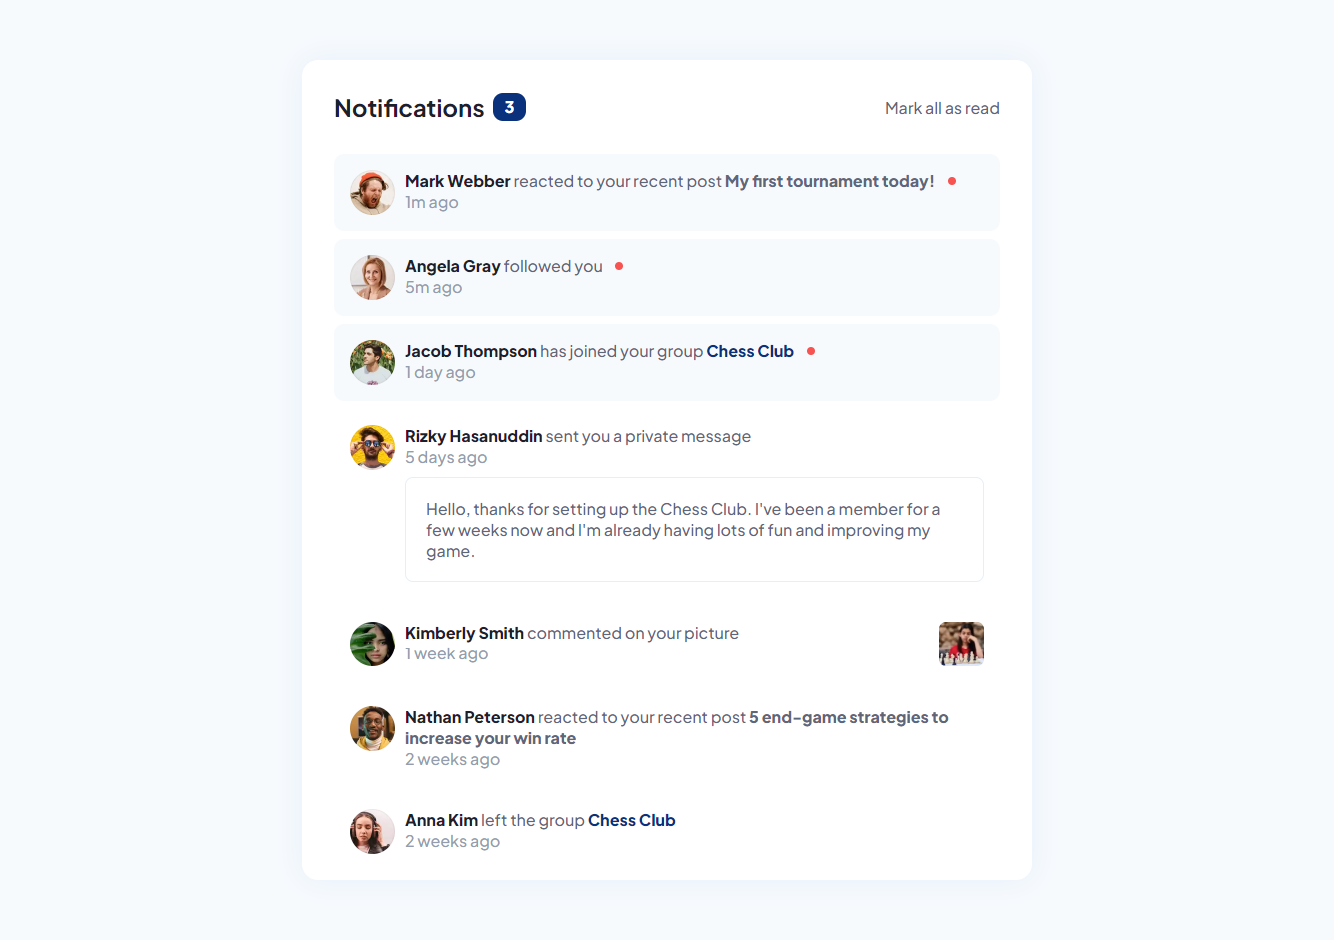 Notifications 3
Mark all as read
Mark Webber reacted to your recent post My first tournament today!
1m ago
Angela Gray followed you
5m ago
Jacob Thompson has joined your group Chess Club
1 day ago
Rizky Hasanuddin sent you a private message
5 days ago
Hello, thanks for setting up the Chess Club. I've been a member for a
few weeks now and I'm already having lots of fun and improving my
game.
Kimberly Smith commented on your picture
1 week ago
Nathan Peterson reacted to your recent post 5 end-game strategies to
increase your win rate
2 weeks ago
Anna Kim left the group Chess Club
2 weeks ago